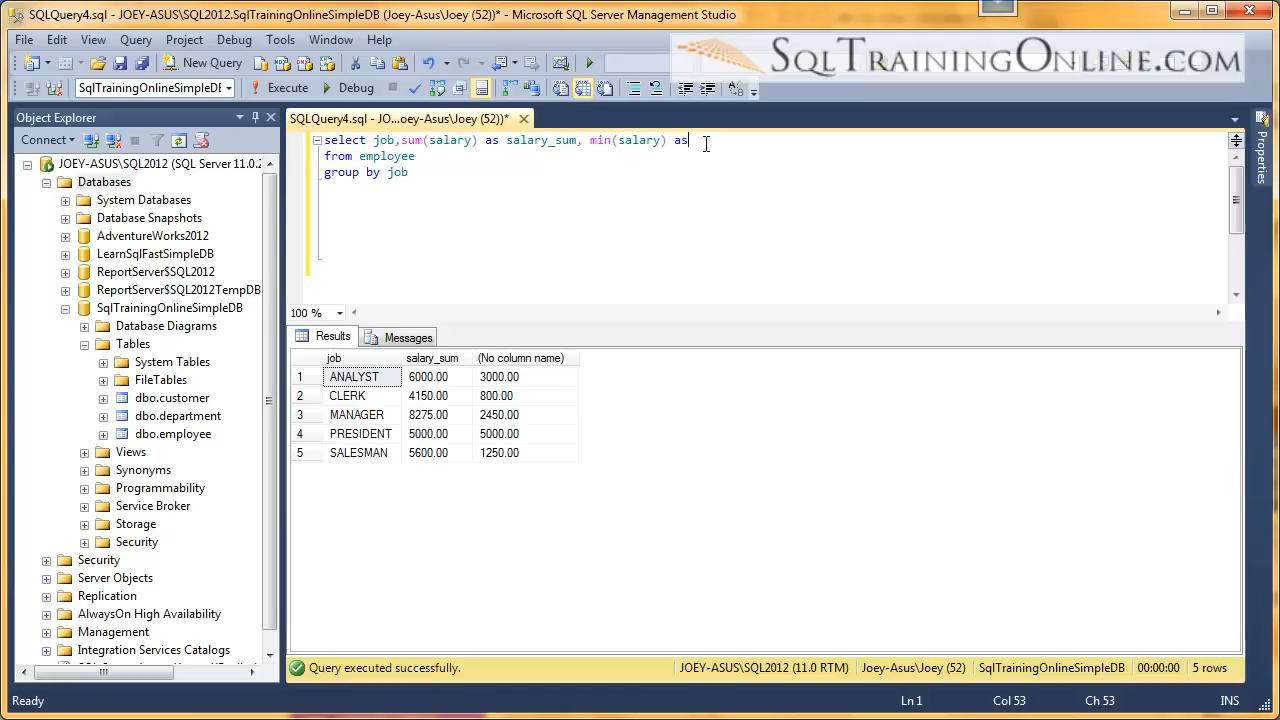 SQLQuery4.sql - JOEY-ASUS\SQL2012.SqlTrainingOnlineSimpleDB (Joey-Asus\Joey (52))* - Microsoft SQL Server Management Studio
File Edit View Query Project Debug Tools Window Help
SQLTRAININGONLINE.COM
New Query
SqlTrainingOnlineSimpleDE Execute Debug
Object Explorer
SQLQuery4.sql - JO...oey-Asus\Joey (52))*
Properties
Connect
JOEY-ASUS\SQL2012 (SQL Server 11.0.2
Databases
System Databases
Database Snapshots
AdventureWorks2012
LearnSqlFastSimpleDB
ReportServer$SQL2012
ReportServer$SQL2012TempDB
SqlTrainingOnlineSimpleDB
Database Diagrams
Tables
System Tables
FileTables
dbo.customer
dbo.department
dbo.employee
Views
Synonyms
Programmability
Service Broker
Storage
Security
Security
Server Objects
Replication
AlwaysOn High Availability
Management
Integration Services Catalogs
select job,sum(salary) as salary_sum, min(salary) as
from employee
group by job
100 %
Results Messages
job salary_sum (No column name)
1 ANALYST 6000.00 3000.00
2 CLERK 4150.00 800.00
3 MANAGER 8275.00 2450.00
4 PRESIDENT 5000.00 5000.00
5 SALESMAN 5600.00 1250.00
Query executed successfully. JOEY-ASUS\SQL2012 (11.0 RTM) Joey-Asus\Joey (52) SqlTrainingOnlineSimpleDB 00:00:00 5 rows
Ready Ln 1 Col 53 Ch 53 INS